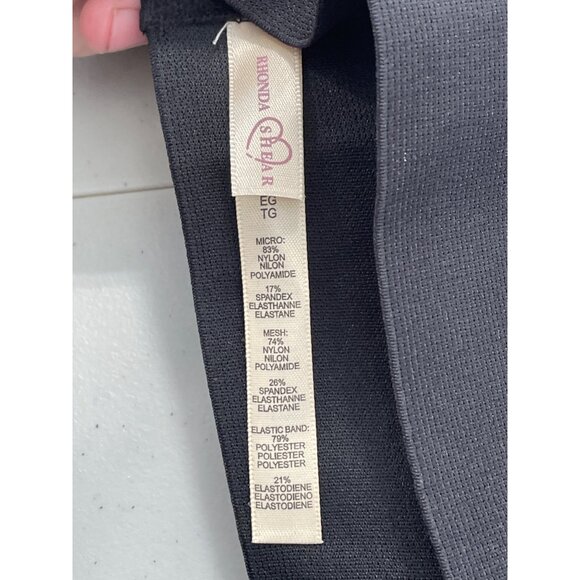 RHONDA
SHEAR
EG
TG
MICRO:
83%
NYLON
NILON
POLYAMIDE
17%
SPANDEX
ELASTHANNE
ELASTANE
MESH:
74%
NYLON
NILON
POLYAMIDE
26%
SPANDEX
ELASTHANNE
ELASTANE
ELASTIC BAND:
79%
POLYESTER
POLIESTER
POLYESTER
21%
ELASTODIENE
ELASTODIENO
ELASTODIENE